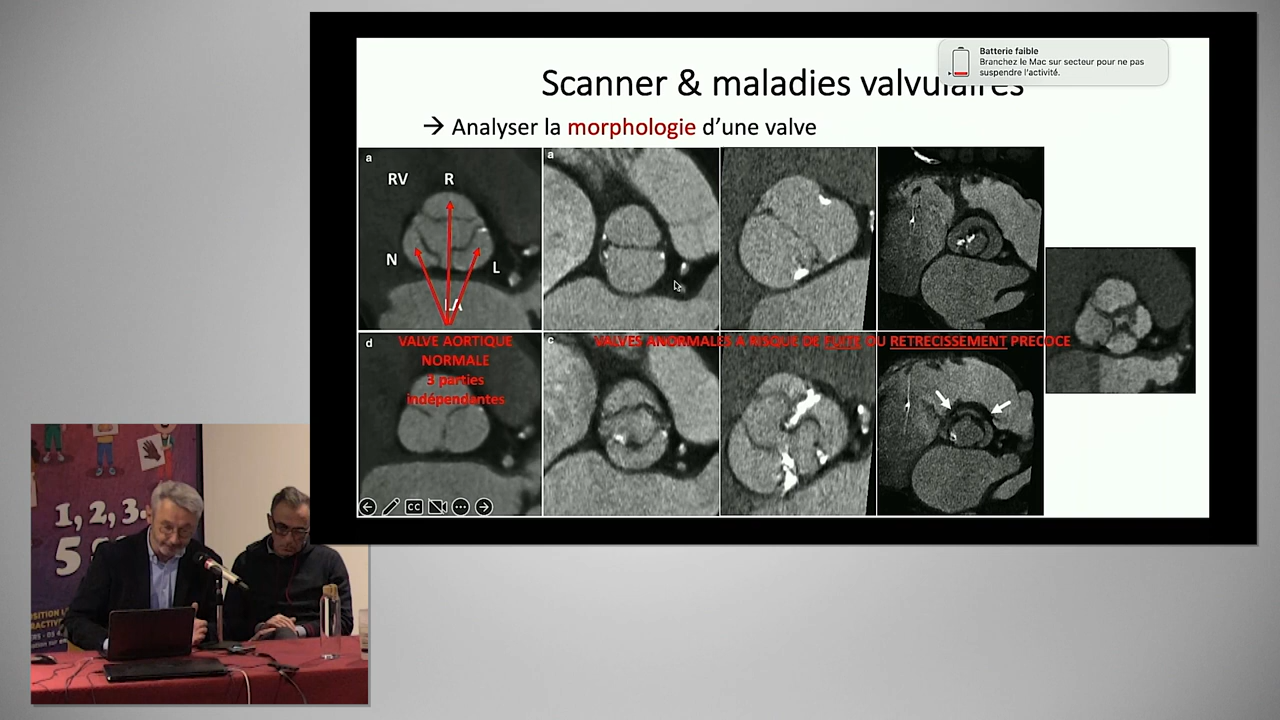 Batterie faible
Branchez le Mac sur secteur pour ne pas
suspendre l'activité.
Scanner & maladies valvulaires
→ Analyser la morphologie d'une valve
a
RV
R
N
L
LA
a
d
VALVE AORTIQUE
NORMALE
3 parties
indépendantes
c
VALVES ANORMALES A RISQUE DE FUITE OU RETRECISSEMENT PRECOCE
CC
1, 2, 3
5